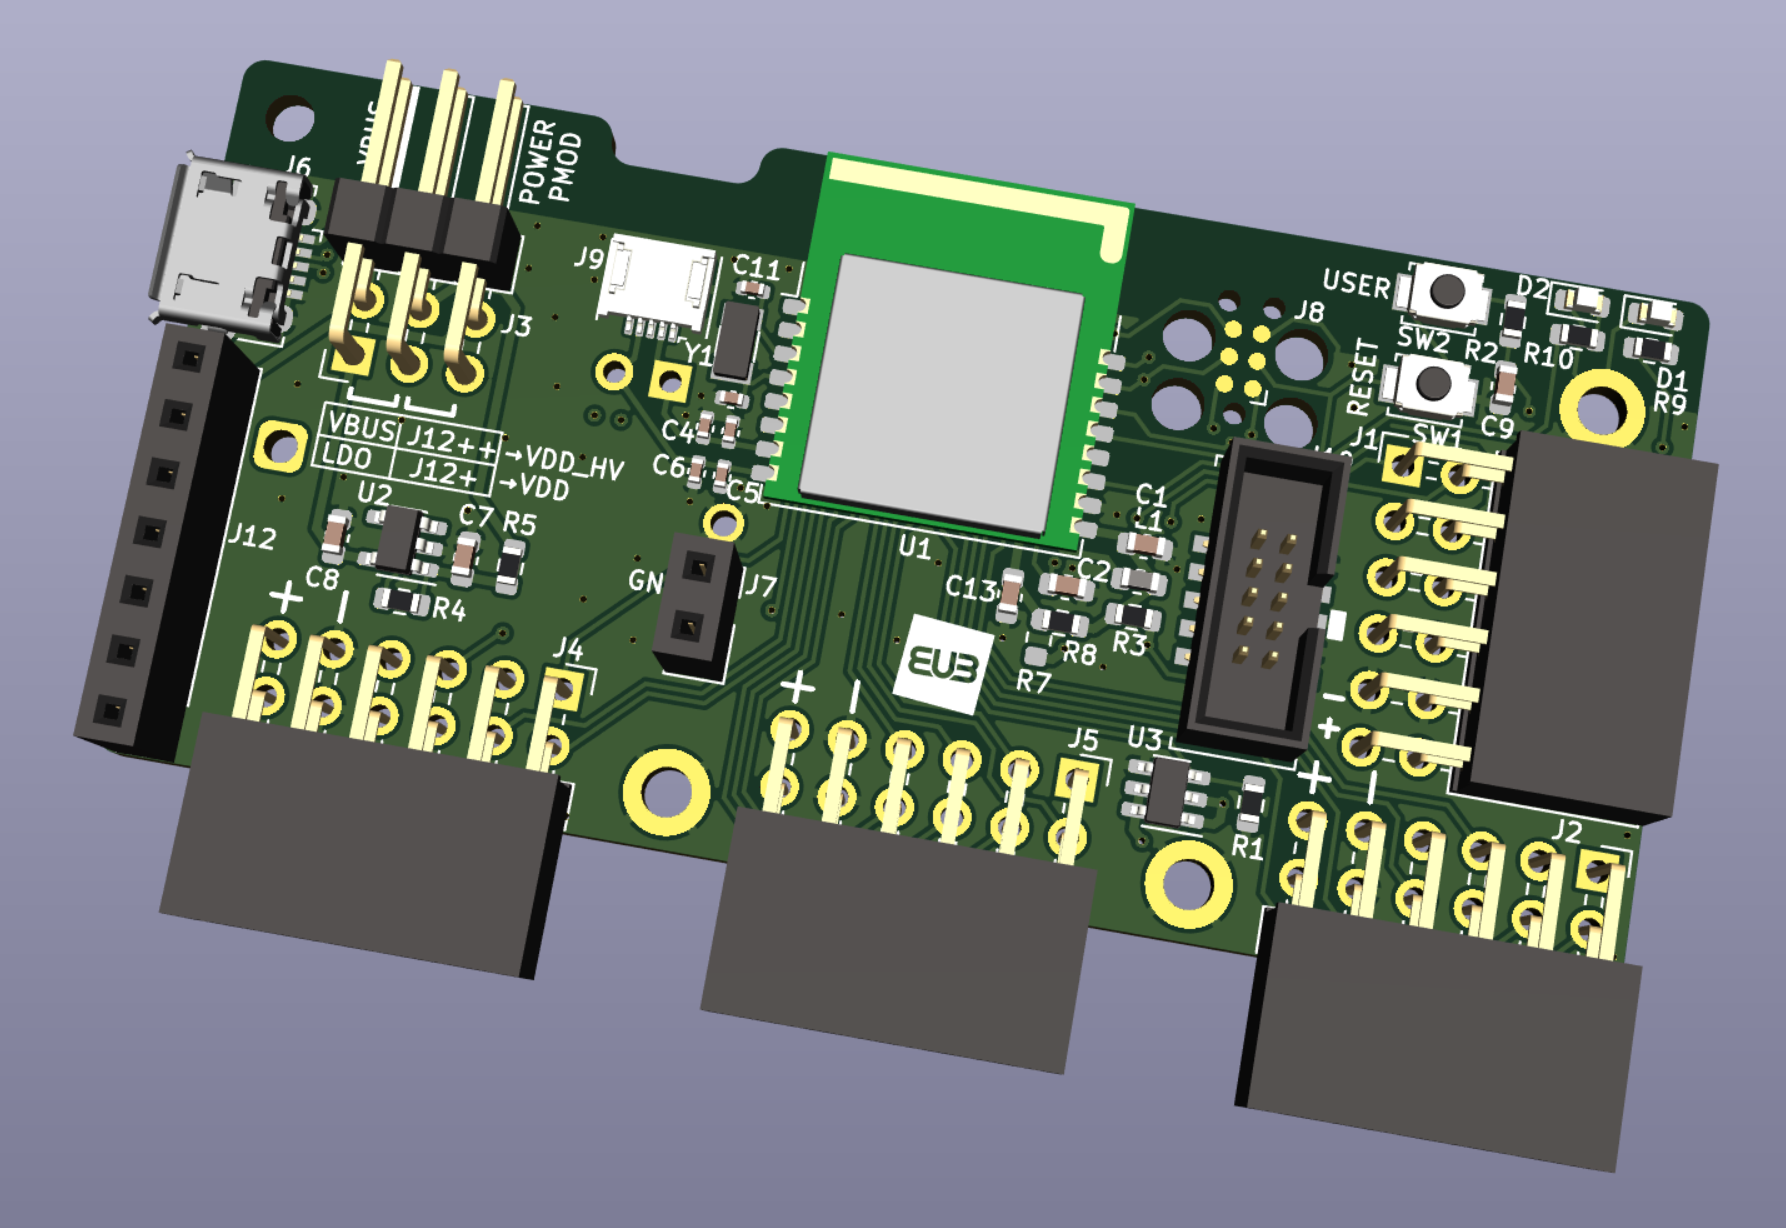 J6
VBUS
POWER
PMOD
J9
C11
Y1
J3
VBUS
J12++
→VDD_HV
LDO
J12+
→VDD
C4
C6
C5
U2
C7
R5
C8
R4
J12
+
-
J4
GN
J7
U1
C1
L1
C2
C13
R3
R8
R7
EUB
J8
USER
SW2
RESET
SW1
R2
R10
D2
D1
R9
C9
J1
-
+
+
-
J5
U3
R1
+
-
J2